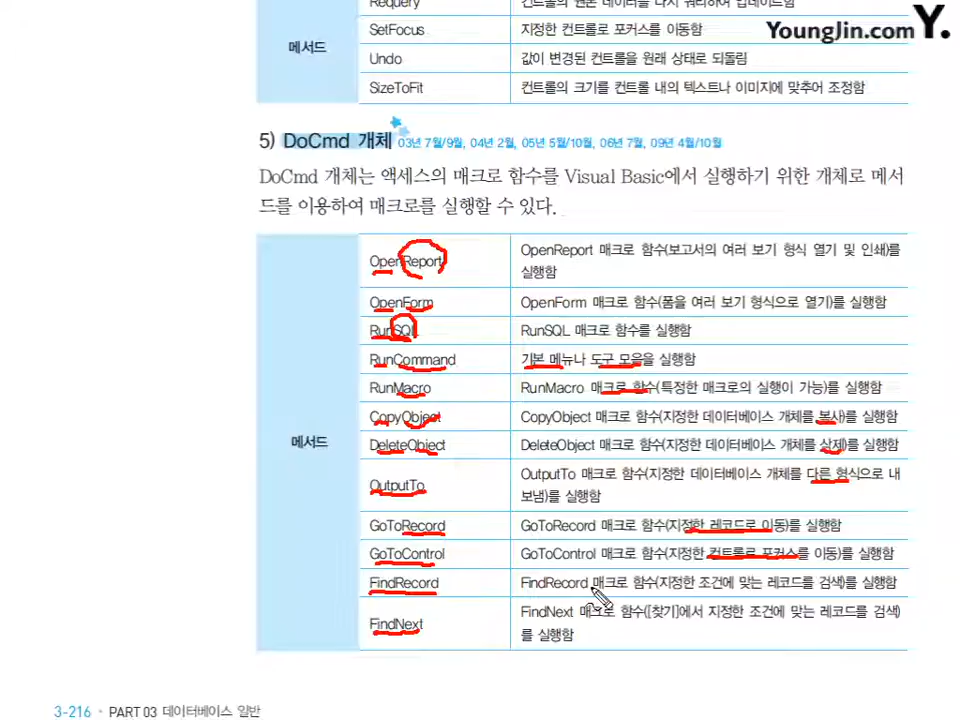 Requery 컨트롤의 원본 데이터를 다시 쿼리하여 업데이트함
YoungJin.com Y.
메서드
SetFocus 지정한 컨트롤로 포커스를 이동함
Undo 값이 변경된 컨트롤을 원래 상태로 되돌림
SizeToFit 컨트롤의 크기를 컨트롤 내의 텍스트나 이미지에 맞추어 조정함
5) DoCmd 개체 03년 7월/9월, 04년 2월, 05년 5월/10월, 06년 7월, 09년 4월/10월
DoCmd 개체는 액세스의 매크로 함수를 Visual Basic에서 실행하기 위한 개체로 메서
드를 이용하여 매크로를 실행할 수 있다.
메서드
OpenReport OpenReport 매크로 함수(보고서의 여러 보기 형식 열기 및 인쇄)를
실행함
OpenForm OpenForm 매크로 함수(폼을 여러 보기 형식으로 열기)를 실행함
RunSQL RunSQL 매크로 함수를 실행함
RunCommand 기본 메뉴나 도구 모음을 실행함
RunMacro RunMacro 매크로 함수(특정한 매크로의 실행이 가능)를 실행함
CopyObject CopyObject 매크로 함수(지정한 데이터베이스 개체를 복사)를 실행함
DeleteObject DeleteObject 매크로 함수(지정한 데이터베이스 개체를 삭제)를 실행함
OutputTo OutputTo 매크로 함수(지정한 데이터베이스 개체를 다른 형식으로 내
보냄)를 실행함
GoToRecord GoToRecord 매크로 함수(지정한 레코드로 이동)를 실행함
GoToControl GoToControl 매크로 함수(지정한 컨트롤로 포커스를 이동)를 실행함
FindRecord FindRecord 매크로 함수(지정한 조건에 맞는 레코드를 검색)를 실행함
FindNext FindNext 매크로 함수([찾기]에서 지정한 조건에 맞는 레코드를 검색)
를 실행함
3-216 • PART 03 데이터베이스 일반